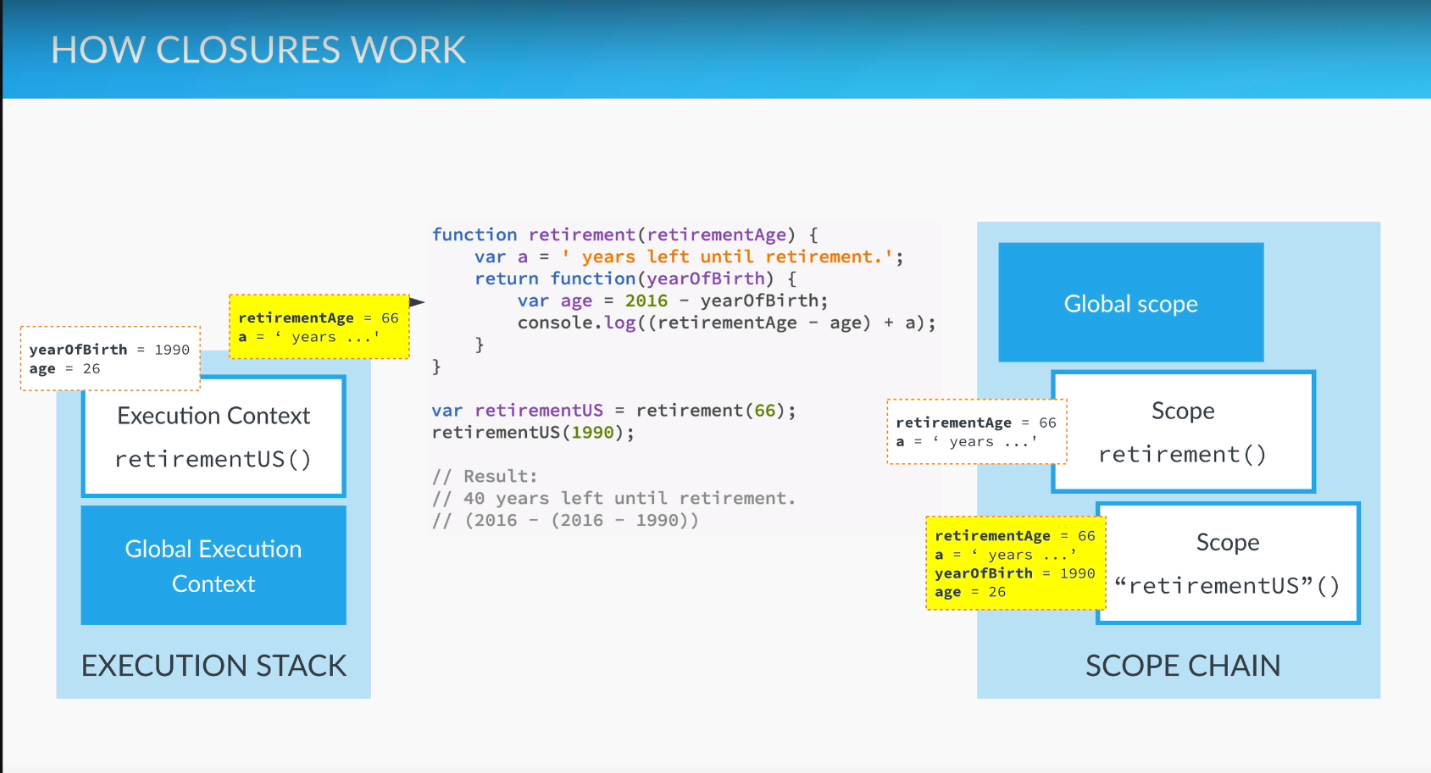 HOW CLOSURES WORK
yearOfBirth = 1990
age = 26
retirementAge = 66
a = ‘ years ...'
Execution Context
retirementUS()
Global Execution
Context
EXECUTION STACK
function retirement(retirementAge) {
    var a = ' years left until retirement.';
    return function(yearOfBirth) {
        var age = 2016 - yearOfBirth;
        console.log((retirementAge - age) + a);
    }
}
var retirementUS = retirement(66);
retirementUS(1990);
// Result:
// 40 years left until retirement.
// (2016 - (2016 - 1990))
Global scope
retirementAge = 66
a = ‘ years ...'
Scope
retirement()
retirementAge = 66
a = ‘ years ...’
yearOfBirth = 1990
age = 26
Scope
“retirementUS”()
SCOPE CHAIN